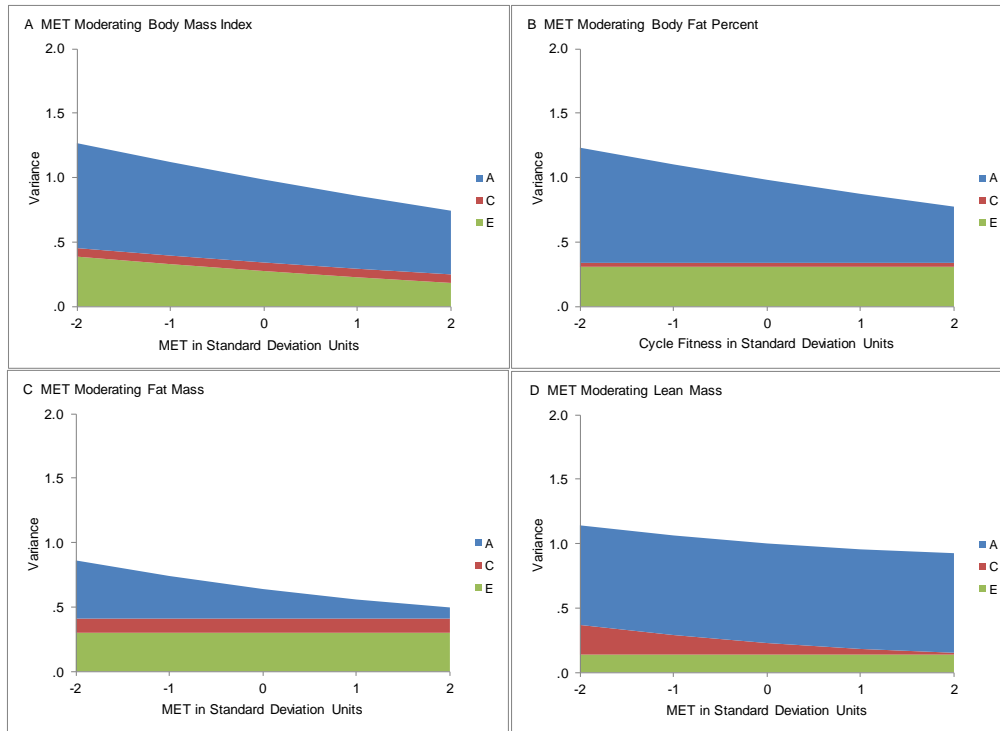 A MET Moderating Body Mass Index
2.0
1.5
1.0
.5
.0
Variance
-2 -1 0 1 2
MET in Standard Deviation Units
A
C
E
B MET Moderating Body Fat Percent
2.0
1.5
1.0
.5
.0
Variance
-2 -1 0 1 2
Cycle Fitness in Standard Deviation Units
A
C
E
C MET Moderating Fat Mass
2.0
1.5
1.0
.5
.0
Variance
-2 -1 0 1 2
MET in Standard Deviation Units
A
C
E
D MET Moderating Lean Mass
2.0
1.5
1.0
.5
.0
Variance
-2 -1 0 1 2
MET in Standard Deviation Units
A
C
E